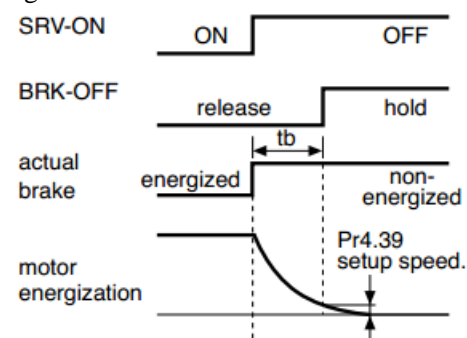 SRV-ON
ON
OFF
BRK-OFF
release
hold
tb
actual
brake
energized
non-
energized
Pr4.39
setup speed.
motor
energization